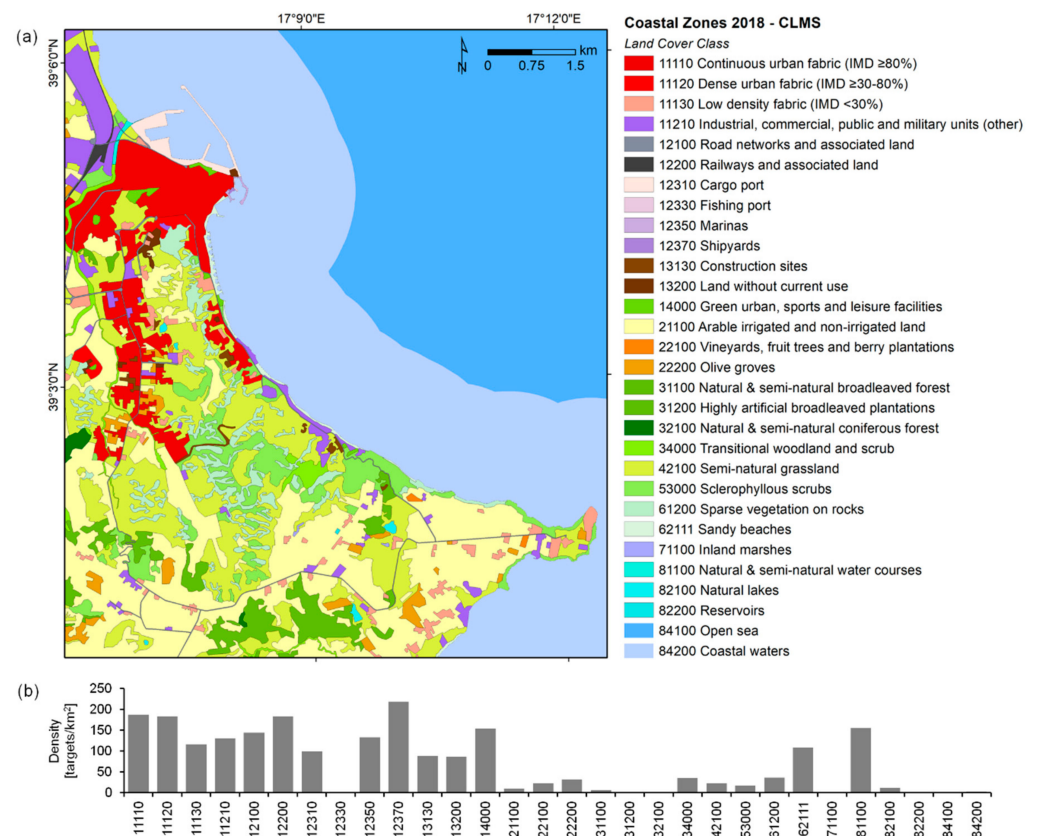 (a)
17°9'0"E
17°12'0"E
39°6'0"N
39°3'0"N
N
km
0 0.75 1.5
Coastal Zones 2018 - CLMS
Land Cover Class
11110 Continuous urban fabric (IMD ≥80%)
11120 Dense urban fabric (IMD ≥30-80%)
11130 Low density fabric (IMD <30%)
11210 Industrial, commercial, public and military units (other)
12100 Road networks and associated land
12200 Railways and associated land
12310 Cargo port
12330 Fishing port
12350 Marinas
12370 Shipyards
13130 Construction sites
13200 Land without current use
14000 Green urban, sports and leisure facilities
21100 Arable irrigated and non-irrigated land
22100 Vineyards, fruit trees and berry plantations
22200 Olive groves
31100 Natural & semi-natural broadleaved forest
31200 Highly artificial broadleaved plantations
32100 Natural & semi-natural coniferous forest
34000 Transitional woodland and scrub
42100 Semi-natural grassland
53000 Sclerophyllous scrubs
61200 Sparse vegetation on rocks
62111 Sandy beaches
71100 Inland marshes
81100 Natural & semi-natural water courses
82100 Natural lakes
82200 Reservoirs
84100 Open sea
84200 Coastal waters
(b)
Density
[targets/km²]
250
200
150
100
50
0
11110
11120
11130
11210
12100
12200
12310
12330
12350
12370
13130
13200
14000
21100
22100
22200
31100
31200
32100
34000
42100
53000
61200
62111
71100
81100
82100
82200
84100
84200